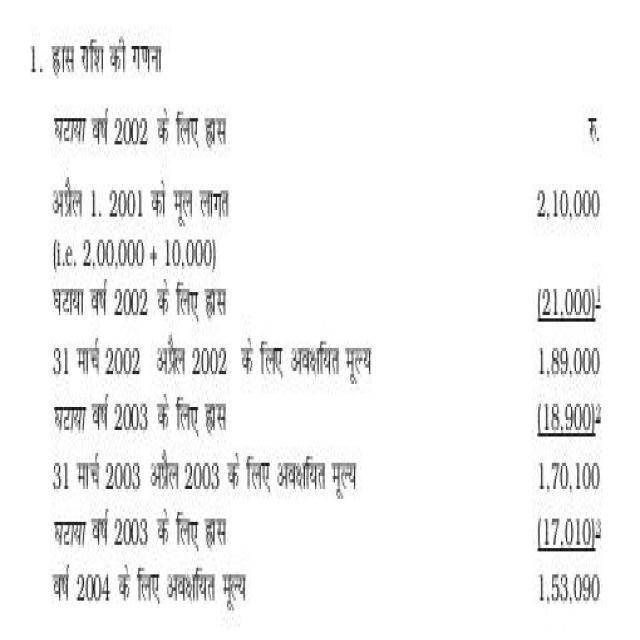 1. ह्रास राशि की गणना
घटाया वर्ष 2002 के लिए ह्रास रु.
अप्रैल 1. 2001 को मूल लागत 2,10,000
(i.e. 2,00,000 + 10,000)
घटाया वर्ष 2002 के लिए ह्रास (21,000)¹
31 मार्च 2002 अप्रैल 2002 के लिए अवक्षयित मूल्य 1,89,000
घटाया वर्ष 2003 के लिए ह्रास (18,900)²
31 मार्च 2003 अप्रैल 2003 के लिए अवक्षयित मूल्य 1,70,100
घटाया वर्ष 2003 के लिए ह्रास (17,010)³
वर्ष 2004 के लिए अवक्षयित मूल्य 1,53,090